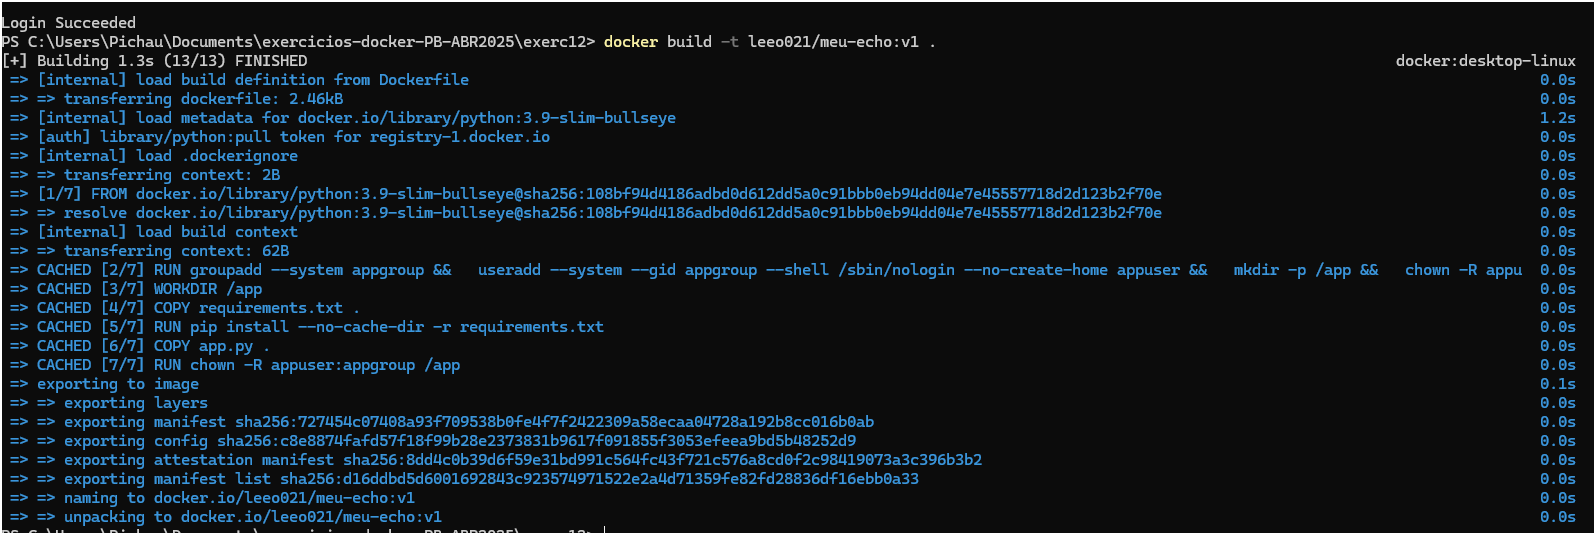 Login Succeeded
PS C:\Users\Pichau\Documents\exercicios-docker-PB-ABR2025\exerc12> docker build -t leeo021/meu-echo:v1 .
[+] Building 1.3s (13/13) FINISHED docker:desktop-linux
=> [internal] load build definition from Dockerfile 0.0s
=> => transferring dockerfile: 2.46kB 0.0s
=> [internal] load metadata for docker.io/library/python:3.9-slim-bullseye 1.2s
=> [auth] library/python:pull token for registry-1.docker.io 0.0s
=> [internal] load .dockerignore 0.0s
=> => transferring context: 2B 0.0s
=> [1/7] FROM docker.io/library/python:3.9-slim-bullseye@sha256:108bf94d4186adbd0d612dd5a0c91bbb0eb94dd04e7e45557718d2d123b2f70e 0.0s
=> => resolve docker.io/library/python:3.9-slim-bullseye@sha256:108bf94d4186adbd0d612dd5a0c91bbb0eb94dd04e7e45557718d2d123b2f70e 0.0s
=> [internal] load build context 0.0s
=> => transferring context: 62B 0.0s
=> CACHED [2/7] RUN groupadd --system appgroup &&   useradd --system --gid appgroup --shell /sbin/nologin --no-create-home appuser &&   mkdir -p /app &&   chown -R appu 0.0s
=> CACHED [3/7] WORKDIR /app 0.0s
=> CACHED [4/7] COPY requirements.txt . 0.0s
=> CACHED [5/7] RUN pip install --no-cache-dir -r requirements.txt 0.0s
=> CACHED [6/7] COPY app.py . 0.0s
=> CACHED [7/7] RUN chown -R appuser:appgroup /app 0.0s
=> exporting to image 0.1s
=> => exporting layers 0.0s
=> => exporting manifest sha256:727454c07408a93f709538b0fe4f7f2422309a58ecaa04728a192b8cc016b0ab 0.0s
=> => exporting config sha256:c8e8874fafd57f18f99b28e2373831b9617f091855f3053efeea9bd5b48252d9 0.0s
=> => exporting attestation manifest sha256:8dd4c0b39d6f59e31bd991c564fc43f721c576a8cd0f2c98419073a3c396b3b2 0.0s
=> => exporting manifest list sha256:d16ddbd5d6001692843c923574971522e2a4d71359fe82fd28836df16ebb0a33 0.0s
=> => naming to docker.io/leeo021/meu-echo:v1 0.0s
=> => unpacking to docker.io/leeo021/meu-echo:v1 0.0s
PS C:\Users\Pichau\Documents\exercicios-docker-PB-ABR2025\exerc12>